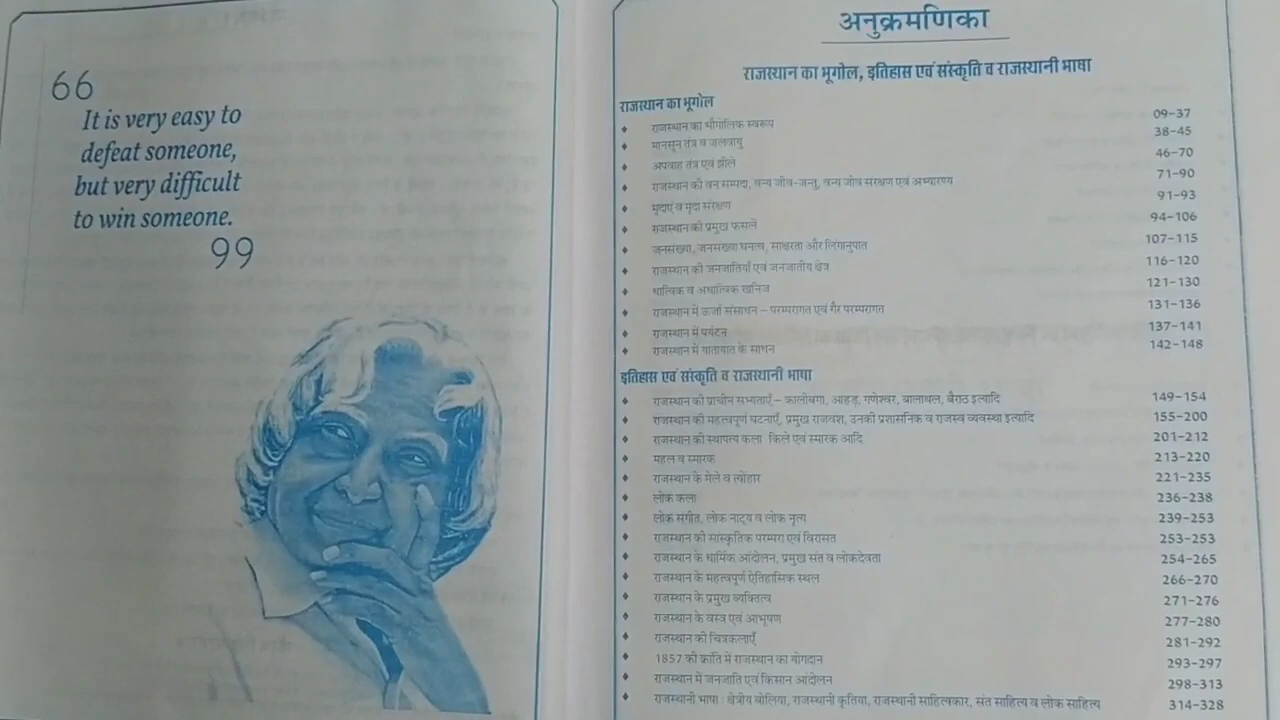 66
It is very easy to
defeat someone,
but very difficult
to win someone.
99
अनुक्रमणिका
राजस्थान का भूगोल, इतिहास एवं संस्कृति व राजस्थानी भाषा
राजस्थान का भूगोल
राजस्थान का भौगोलिक स्वरूप 09-37
मानसून तंत्र व जलवायु 38-45
अपवाह तंत्र एवं झीलें 46-70
राजस्थान की वन सम्पदा, वन्य जीव-जन्तु, वन्य जीव संरक्षण एवं अभ्यारण्य 71-90
मृदाएं व मृदा संरक्षण 91-93
राजस्थान की प्रमुख फसलें 94-106
जनसंख्या, जनसंख्या घनत्व, साक्षरता और लिंगानुपात 107-115
राजस्थान की जनजातियाँ एवं जनजातीय क्षेत्र 116-120
धात्विक व अधात्विक खनिज 121-130
राजस्थान में ऊर्जा संसाधन – परम्परागत एवं गैर परम्परागत 131-136
राजस्थान में पर्यटन 137-141
राजस्थान में यातायात के साधन 142-148
इतिहास एवं संस्कृति व राजस्थानी भाषा
राजस्थान की प्राचीन सभ्यताएँ – कालीबंगा, आहड़, गणेश्वर, बालाथल, बैराठ इत्यादि 149-154
राजस्थान की महत्वपूर्ण घटनाएँ, प्रमुख राजवंश, उनकी प्रशासनिक व राजस्व व्यवस्था इत्यादि 155-200
राजस्थान की स्थापत्य कला किले एवं स्मारक आदि 201-212
महल व स्मारक 213-220
राजस्थान के मेले व त्योंहार 221-235
लोक कला 236-238
लोक संगीत, लोक नाट्य व लोक नृत्य 239-253
राजस्थान की सांस्कृतिक परम्परा एवं विरासत 253-253
राजस्थान के धार्मिक आंदोलन, प्रमुख संत व लोकदेवता 254-265
राजस्थान के महत्वपूर्ण ऐतिहासिक स्थल 266-270
राजस्थान के प्रमुख व्यक्तित्व 271-276
राजस्थान के वस्त्र एवं आभूषण 277-280
राजस्थान की चित्रकलाएँ 281-292
1857 की क्रांति में राजस्थान का योगदान 293-297
राजस्थान में जनजाति एवं किसान आंदोलन 298-313
राजस्थानी भाषा : क्षेत्रीय बोलिया, राजस्थानी कृतिया, राजस्थानी साहित्यकार, संत साहित्य व लोक साहित्य 314-328